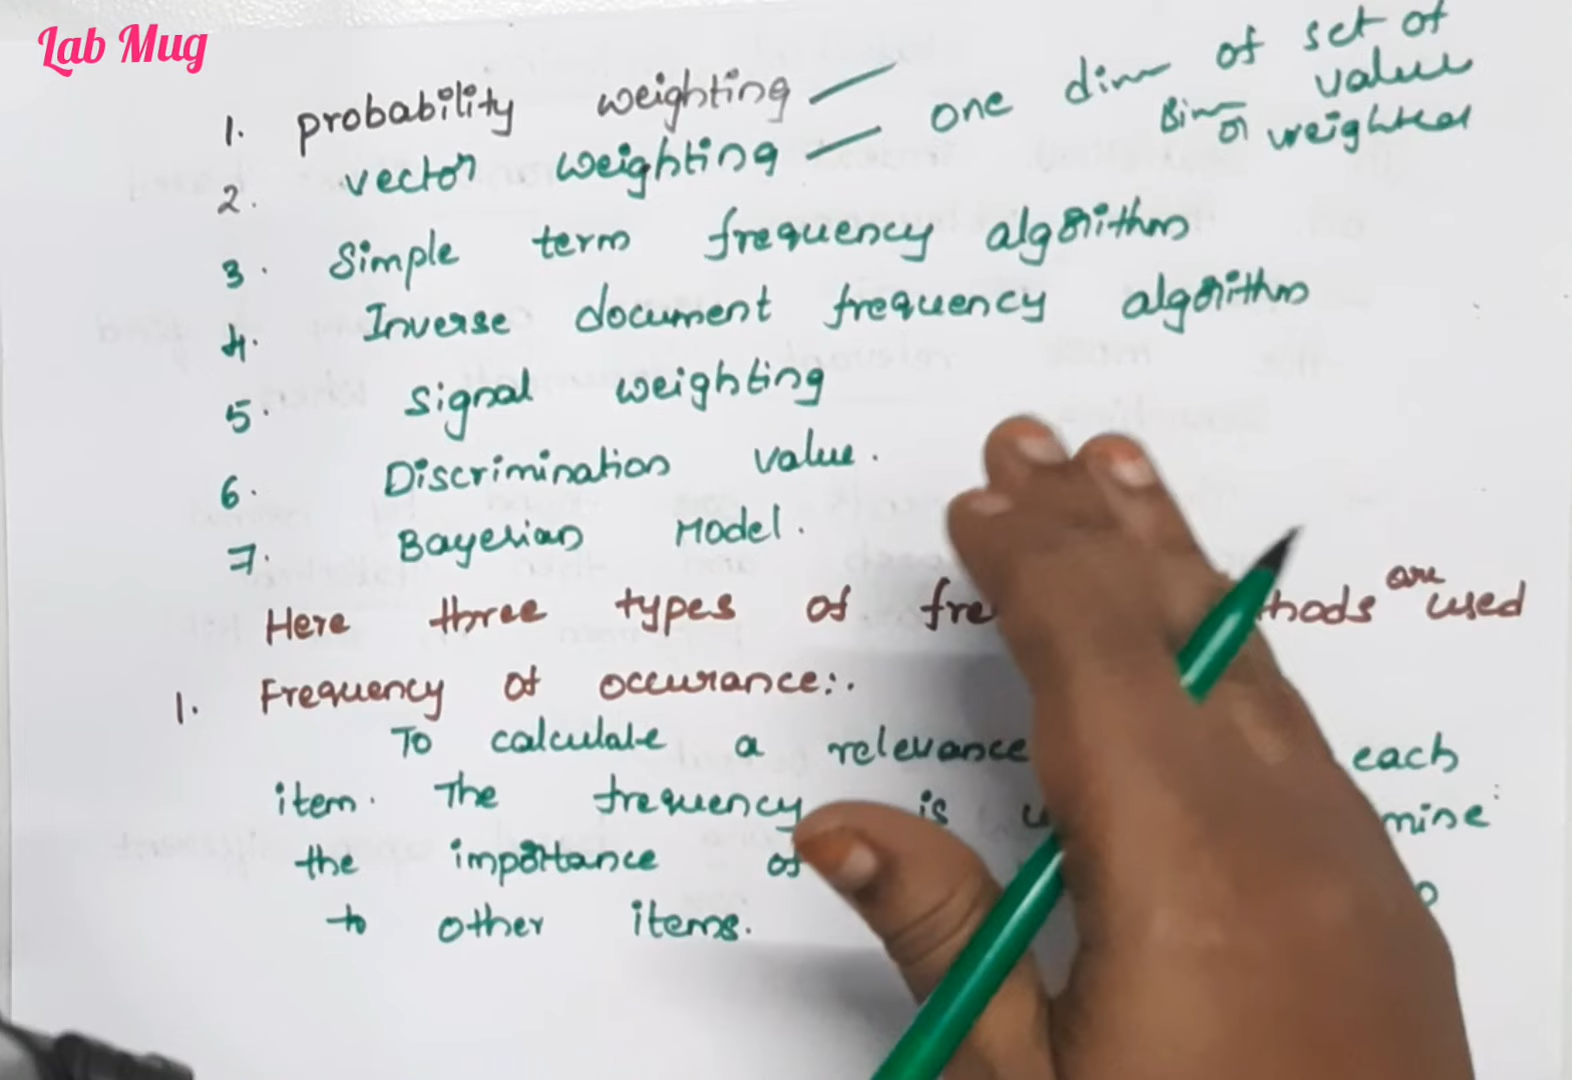 Lab Mug
1. probability weighting
one dim of set of
value
2. vector weighting
Bin or weighted
3. Simple term frequency algorithm
4. Inverse document frequency algorithm
5. Signal weighting
6. Discrimination value.
7. Bayesian Model.
Here three types of are used
1. Frequency of occurance:.
To calculate a relevance each
item. The frequency is
the importance of
to other items.